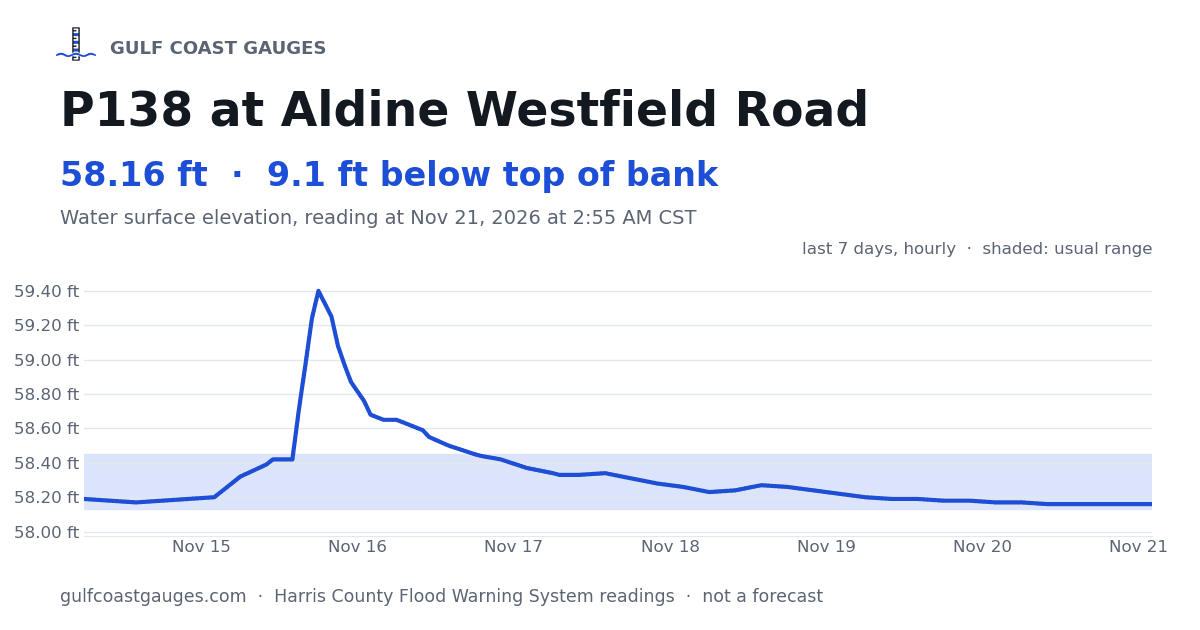 GULF COAST GAUGES
P138 at Aldine Westfield Road
58.16 ft · 9.1 ft below top of bank
Water surface elevation, reading at Nov 21, 2026 at 2:55 AM CST
last 7 days, hourly · shaded: usual range
59.40 ft
59.20 ft
59.00 ft
58.80 ft
58.60 ft
58.40 ft
58.20 ft
58.00 ft
Nov 15 Nov 16 Nov 17 Nov 18 Nov 19 Nov 20 Nov 21
gulfcoastgauges.com · Harris County Flood Warning System readings · not a forecast